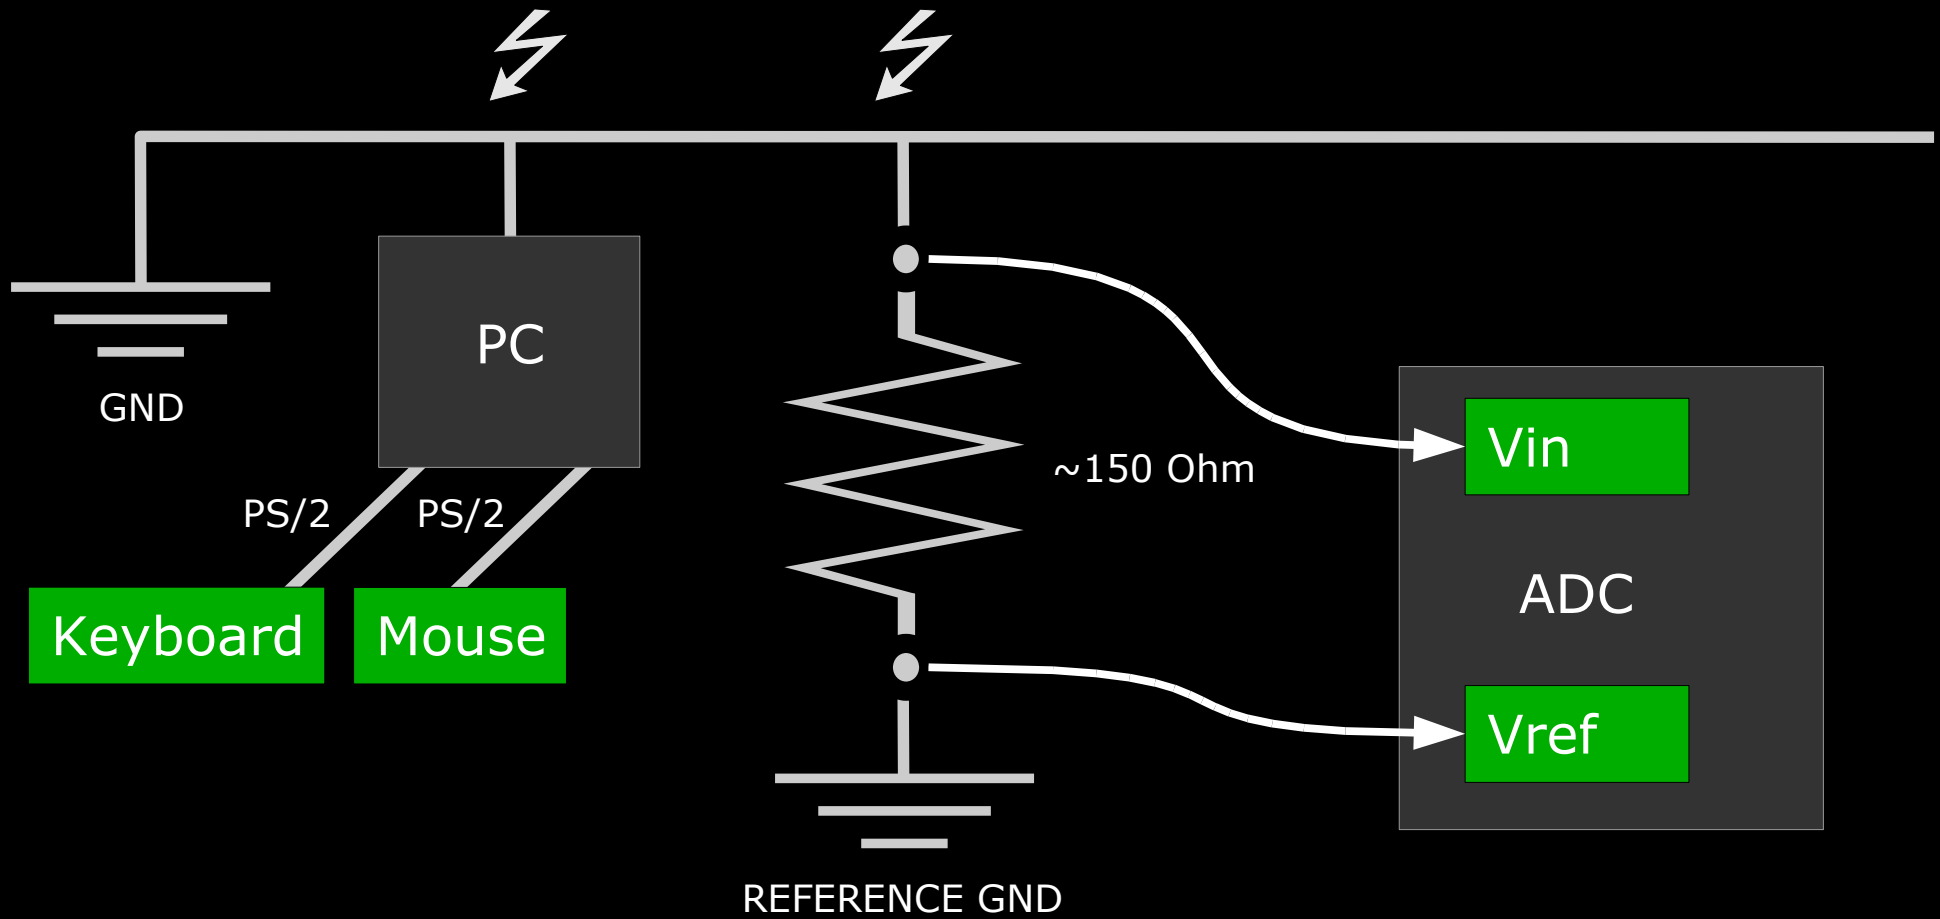 PC
GND
~150 Ohm
Vin
PS/2
PS/2
ADC
Keyboard
Mouse
Vref
REFERENCE GND